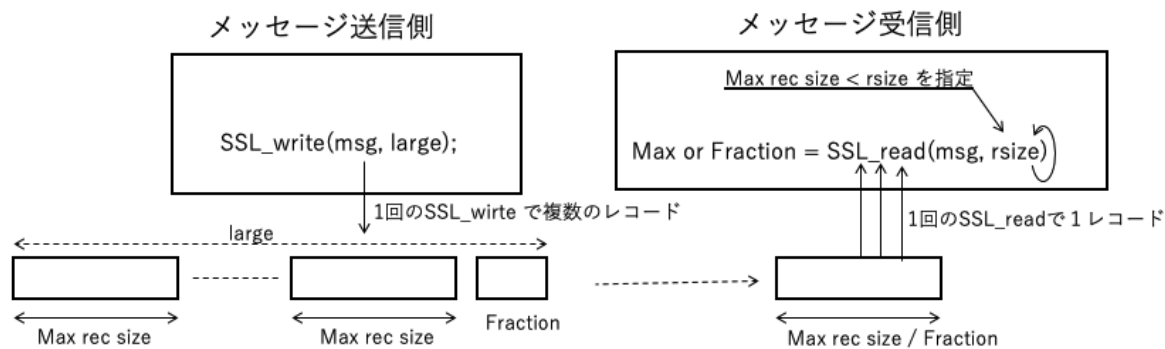 メッセージ送信側
メッセージ受信側
Max rec size < rsize を指定
SSL_write(msg, large);
Max or Fraction = SSL_read(msg, rsize)
1回のSSL_wirte で複数のレコード
1回のSSL_readで 1 レコード
large
Max rec size
Max rec size
Fraction
Max rec size / Fraction